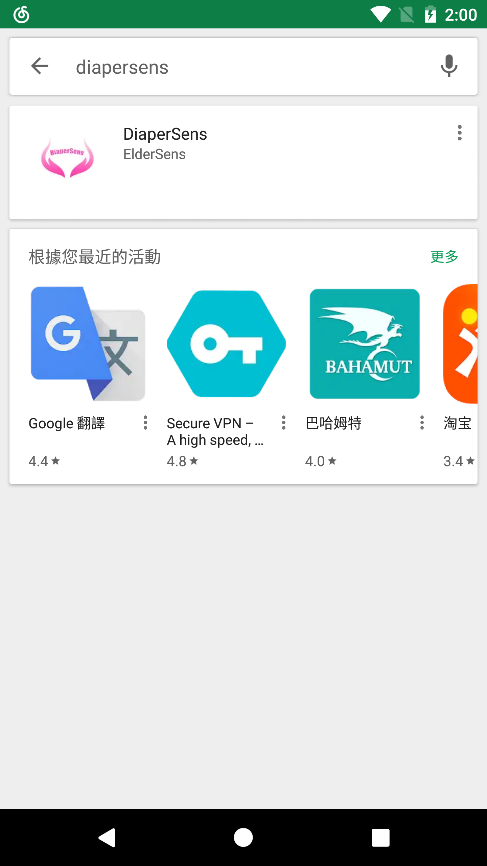 2:00
diapersens
DiaperSens
DiaperSens
ElderSens
根據您最近的活動
更多
G
文
BAHAMUT
Google 翻譯
Secure VPN –
A high speed, ...
巴哈姆特
淘宝
4.4★
4.8★
4.0★
3.4★